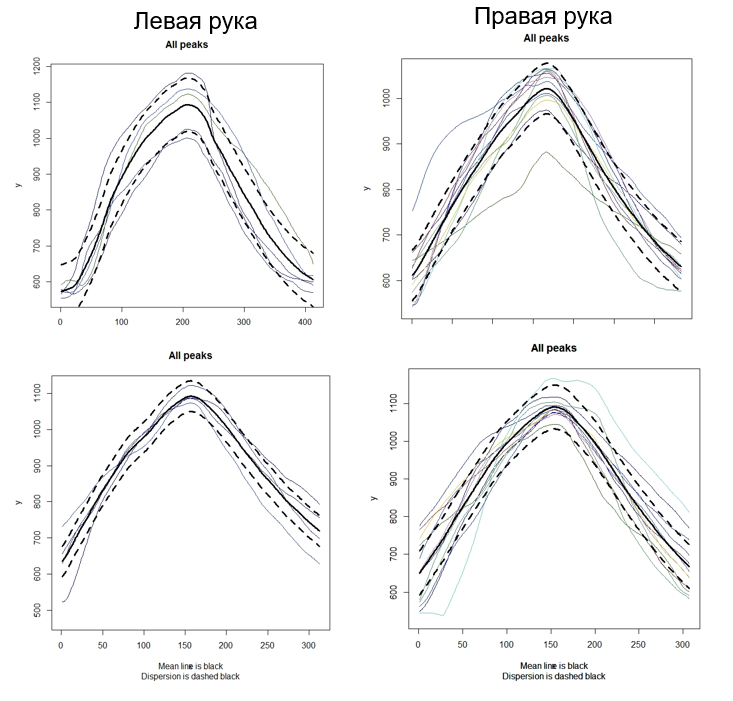 Левая рука
Правая рука
All peaks
All peaks
y
600 700 800 900 1000 1100 1200
0 100 200 300 400
y
600 700 800 900 1000
All peaks
All peaks
y
500 600 700 800 900 1000 1100
0 50 100 150 200 250 300
Mean line is black
Dispersion is dashed black
y
600 700 800 900 1000 1100
0 50 100 150 200 250 300
Mean line is black
Dispersion is dashed black